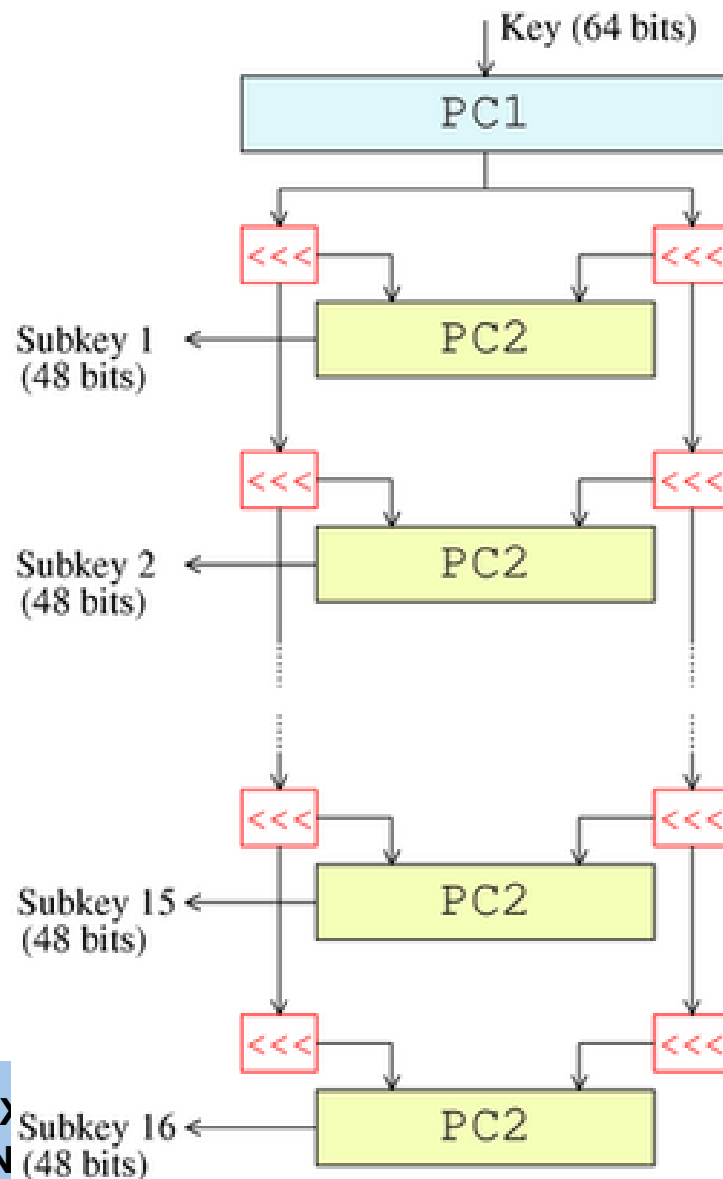 Key (64 bits)
PC1
<<< <<<
PC2
Subkey 1
(48 bits)
<<< <<<
PC2
Subkey 2
(48 bits)
<<< <<<
PC2
Subkey 15
(48 bits)
<<< <<<
PC2
Subkey 16
(48 bits)